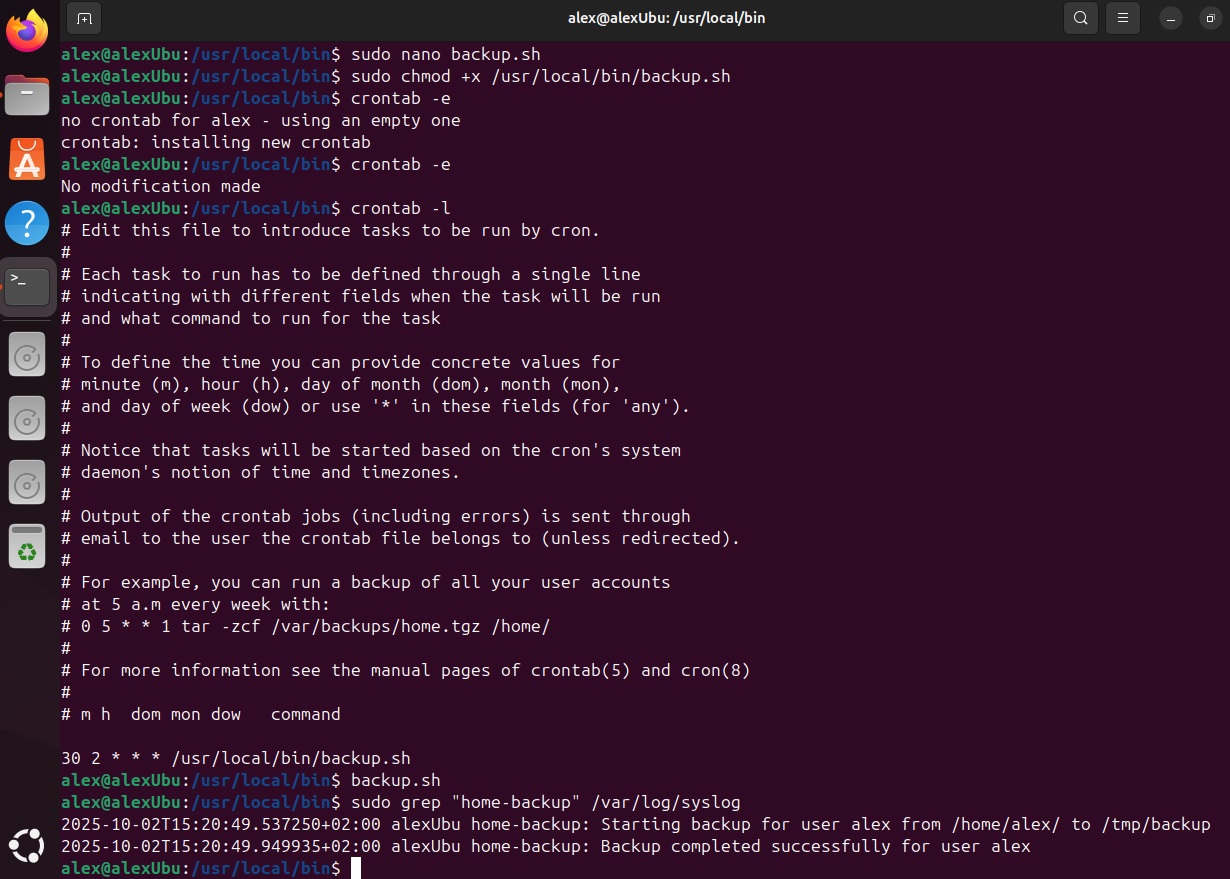 alex@alexUbu: /usr/local/bin
alex@alexUbu:/usr/local/bin$ sudo nano backup.sh
alex@alexUbu:/usr/local/bin$ sudo chmod +x /usr/local/bin/backup.sh
alex@alexUbu:/usr/local/bin$ crontab -e
no crontab for alex - using an empty one
crontab: installing new crontab
alex@alexUbu:/usr/local/bin$ crontab -e
No modification made
alex@alexUbu:/usr/local/bin$ crontab -l
# Edit this file to introduce tasks to be run by cron.
#
# Each task to run has to be defined through a single line
# indicating with different fields when the task will be run
# and what command to run for the task
#
# To define the time you can provide concrete values for
# minute (m), hour (h), day of month (dom), month (mon),
# and day of week (dow) or use '*' in these fields (for 'any').
#
# Notice that tasks will be started based on the cron's system
# daemon's notion of time and timezones.
#
# Output of the crontab jobs (including errors) is sent through
# email to the user the crontab file belongs to (unless redirected).
#
# For example, you can run a backup of all your user accounts
# at 5 a.m every week with:
# 0 5 * * 1 tar -zcf /var/backups/home.tgz /home/
#
# For more information see the manual pages of crontab(5) and cron(8)
#
# m h  dom mon dow   command
30 2 * * * /usr/local/bin/backup.sh
alex@alexUbu:/usr/local/bin$ backup.sh
alex@alexUbu:/usr/local/bin$ sudo grep "home-backup" /var/log/syslog
2025-10-02T15:20:49.537250+02:00 alexUbu home-backup: Starting backup for user alex from /home/alex/ to /tmp/backup
2025-10-02T15:20:49.949935+02:00 alexUbu home-backup: Backup completed successfully for user alex
alex@alexUbu:/usr/local/bin$